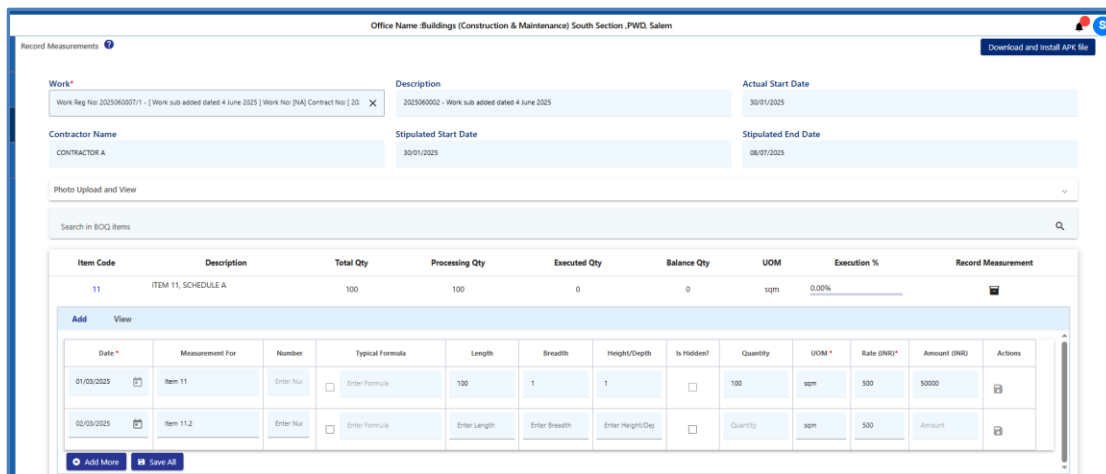 Office Name :Buildings (Construction & Maintenance) South Section ,PWD, Salem
S
Record Measurements ?
Download and Install APK file
Work* Description Actual Start Date
Work Reg No: 2025060007/1 - [ Work sub added dated 4 June 2025 ] Work No: [NA] Contract No: [ 20: X 2025060002 - Work sub added dated 4 June 2025 30/01/2025
Contractor Name Stipulated Start Date Stipulated End Date
CONTRACTOR A 30/01/2025 08/07/2025
Photo Upload and View
Search in BOQ items
Item Code Description Total Qty Processing Qty Executed Qty Balance Qty UOM Execution % Record Measurement
11 ITEM 11, SCHEDULE A 100 100 0 0 sqm 0.00%
Add View
Date* Measurement For Number Typical Formula Length Breadth Height/Depth Is Hidden? Quantity UOM* Rate (INR)* Amount (INR) Actions
01/03/2025 Item 11 Enter Nui Enter Formula 100 1 1 100 sqm 500 50000
02/03/2025 Item 11.2 Enter Nui Enter Formula Enter Length Enter Breadth Enter Height/Dep Quantity sqm 500 Amount
Add More Save All